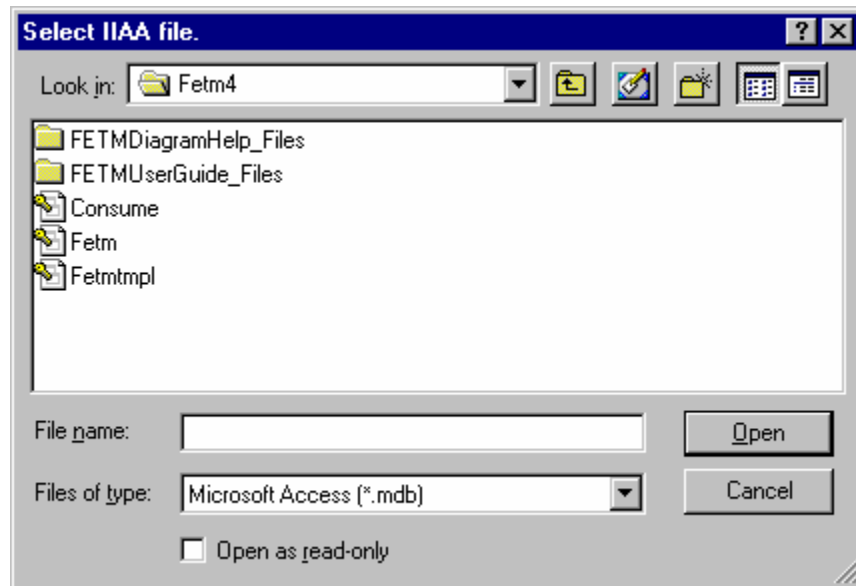 Select IIAA file.
Look in: Fetm4
FETMDiagramHelp_Files
FETMUserGuide_Files
Consume
Fetm
Fetmtmpl
File name: Open
Files of type: Microsoft Access (*.mdb) Cancel
Open as read-only